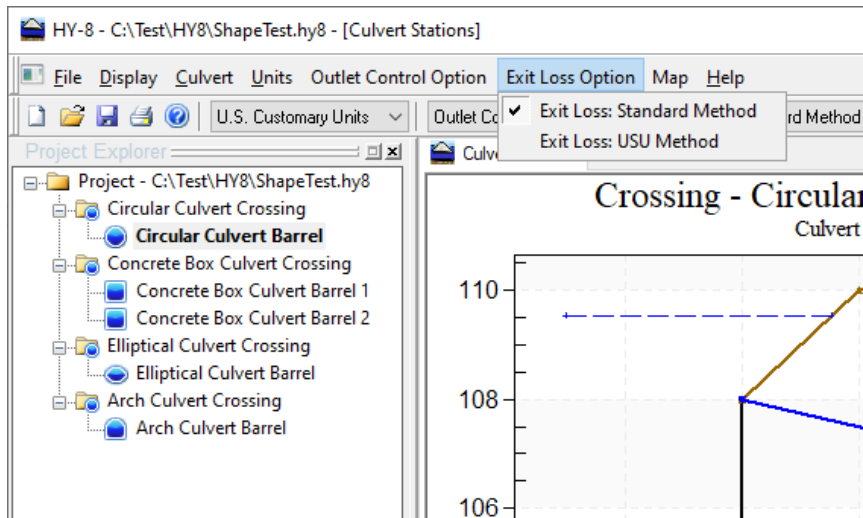 HY-8 - C:\Test\HY8\ShapeTest.hy8 - [Culvert Stations]
File Display Culvert Units Outlet Control Option Exit Loss Option Map Help
U.S. Customary Units
Outlet
rd Method
Exit Loss: Standard Method
Exit Loss: USU Method
Project Explorer
Project - C:\Test\HY8\ShapeTest.hy8
Circular Culvert Crossing
Circular Culvert Barrel
Concrete Box Culvert Crossing
Concrete Box Culvert Barrel 1
Concrete Box Culvert Barrel 2
Elliptical Culvert Crossing
Elliptical Culvert Barrel
Arch Culvert Crossing
Arch Culvert Barrel
Crossing - Circular
Culvert
110
108
106